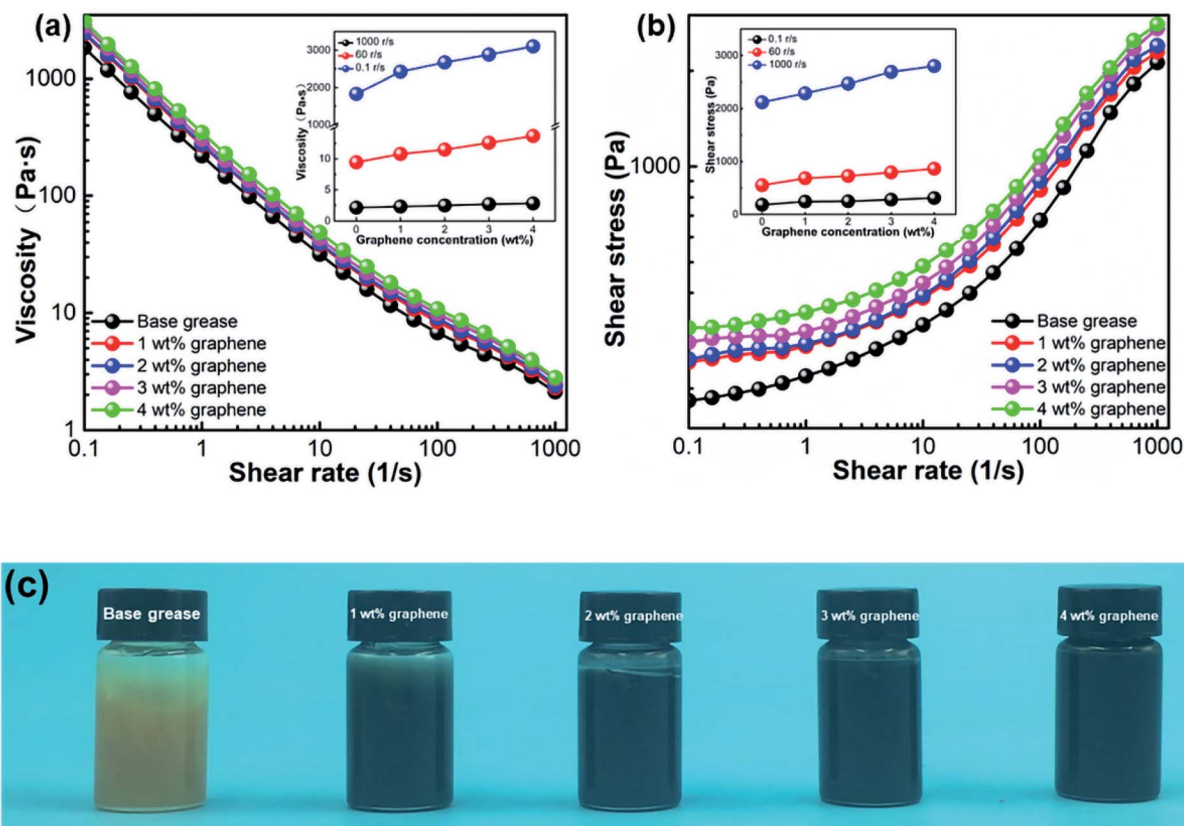 (a)
Viscosity （Pa·s)
1000
100
10
1
0.1
1
10
100
1000
Shear rate (1/s)
Base grease
1 wt% graphene
2 wt% graphene
3 wt% graphene
4 wt% graphene
1000 r/s
60 r/s
0.1 r/s
Viscosity （Pa•s）
3000
2000
1000
10
5
0
0
1
2
3
4
Graphene concentration (wt%)
(b)
Shear stress (Pa)
1000
0.1
1
10
100
1000
Shear rate (1/s)
Base grease
1 wt% graphene
2 wt% graphene
3 wt% graphene
4 wt% graphene
0.1 r/s
60 r/s
1000 r/s
Shear stress (Pa)
3000
2000
1000
0
0
1
2
3
4
Graphene concentration (wt%)
(c)
Base grease
1 wt% graphene
2 wt% graphene
3 wt% graphene
4 wt% graphene